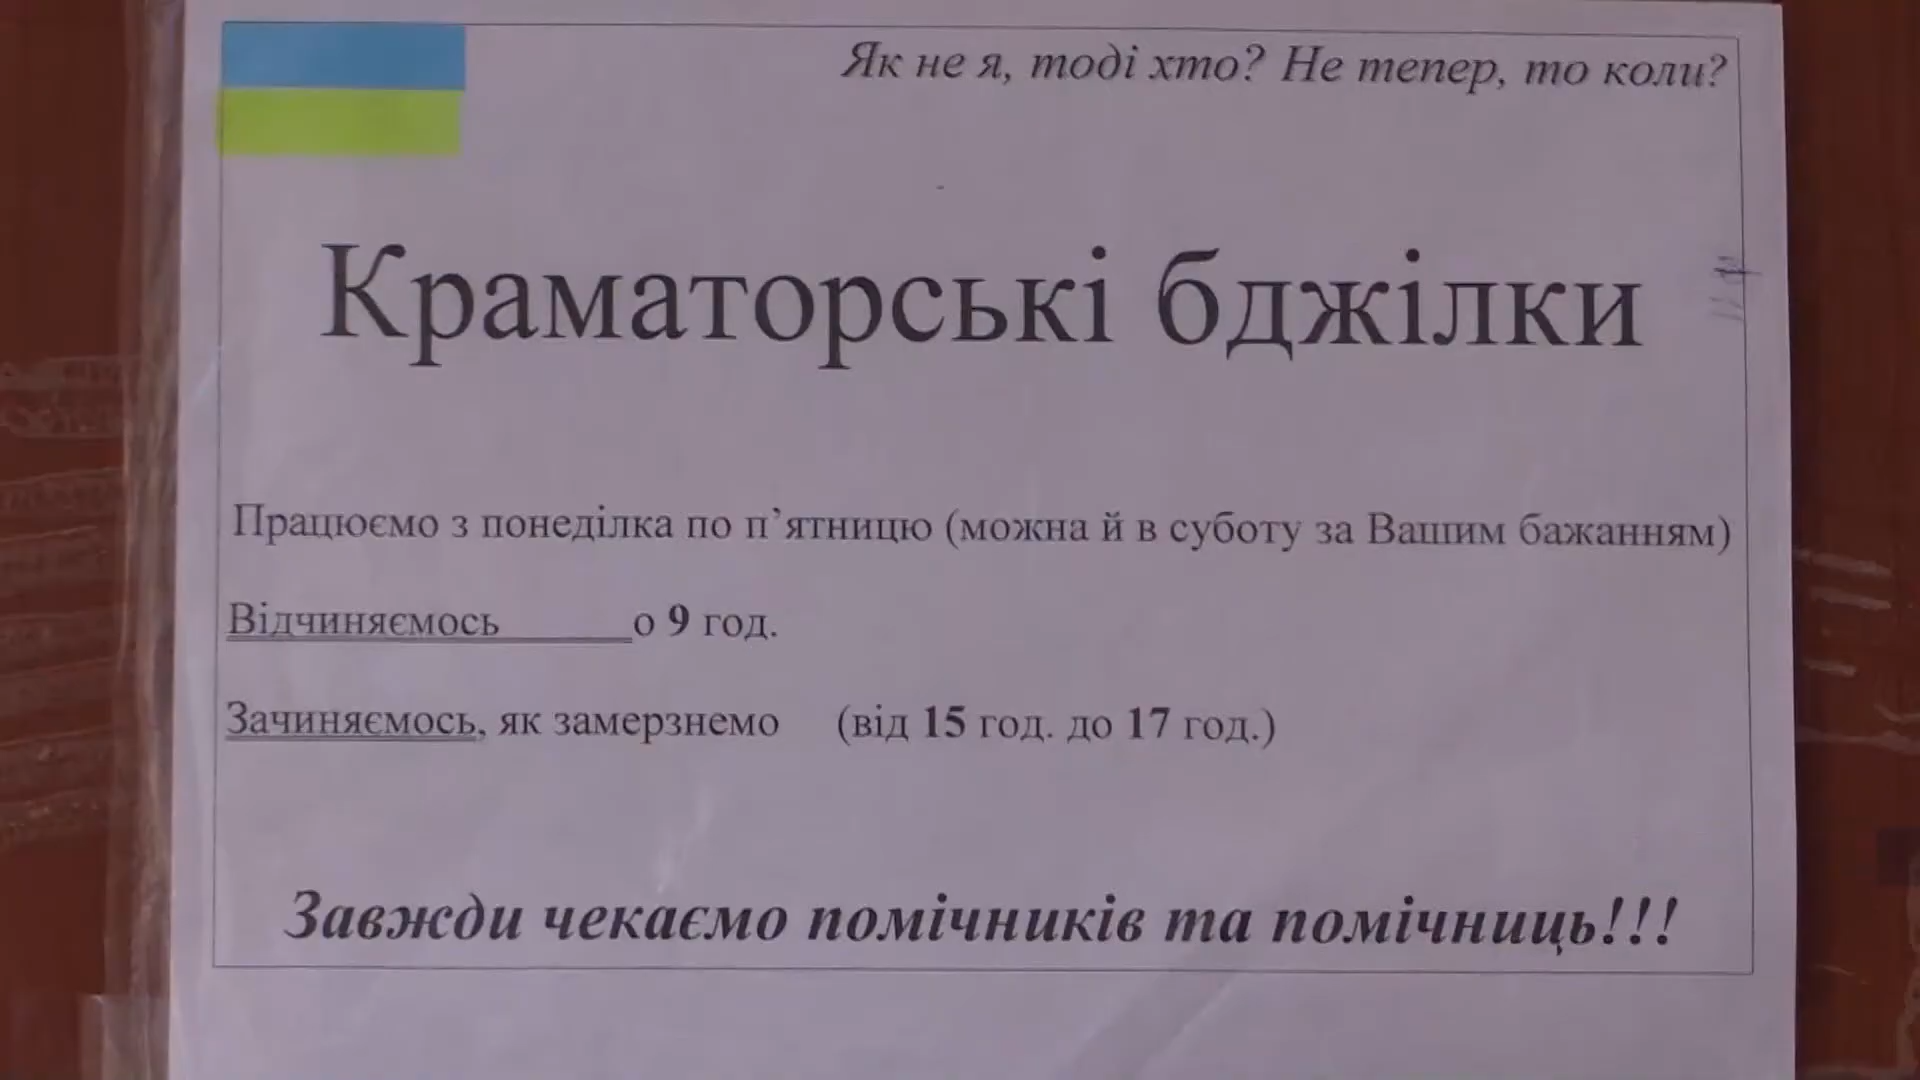 Як не я, тоді хто? Не тепер, то коли?
Краматорські бджілки
Працюємо з понеділка по п’ятницю (можна й в суботу за Вашим бажанням)
Відчиняємось о 9 год.
Зачиняємось, як замерзнемо (від 15 год. до 17 год.)
Завжди чекаємо помічників та помічниць!!!